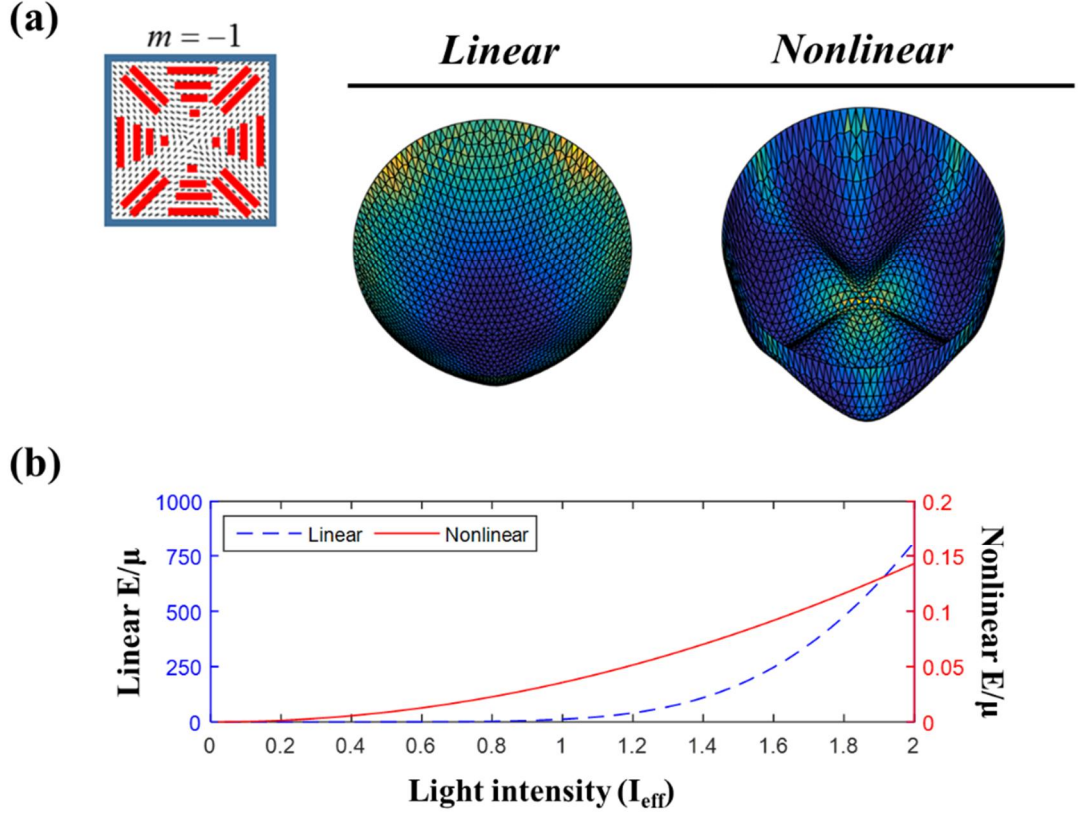 (a)
m = −1
Linear
Nonlinear
(b)
1000
750
500
250
0
Linear E/μ
Linear
Nonlinear
0.2
0.15
0.1
0.05
0
Nonlinear E/μ
0 0.2 0.4 0.6 0.8 1 1.2 1.4 1.6 1.8 2
Light intensity (I_eff)